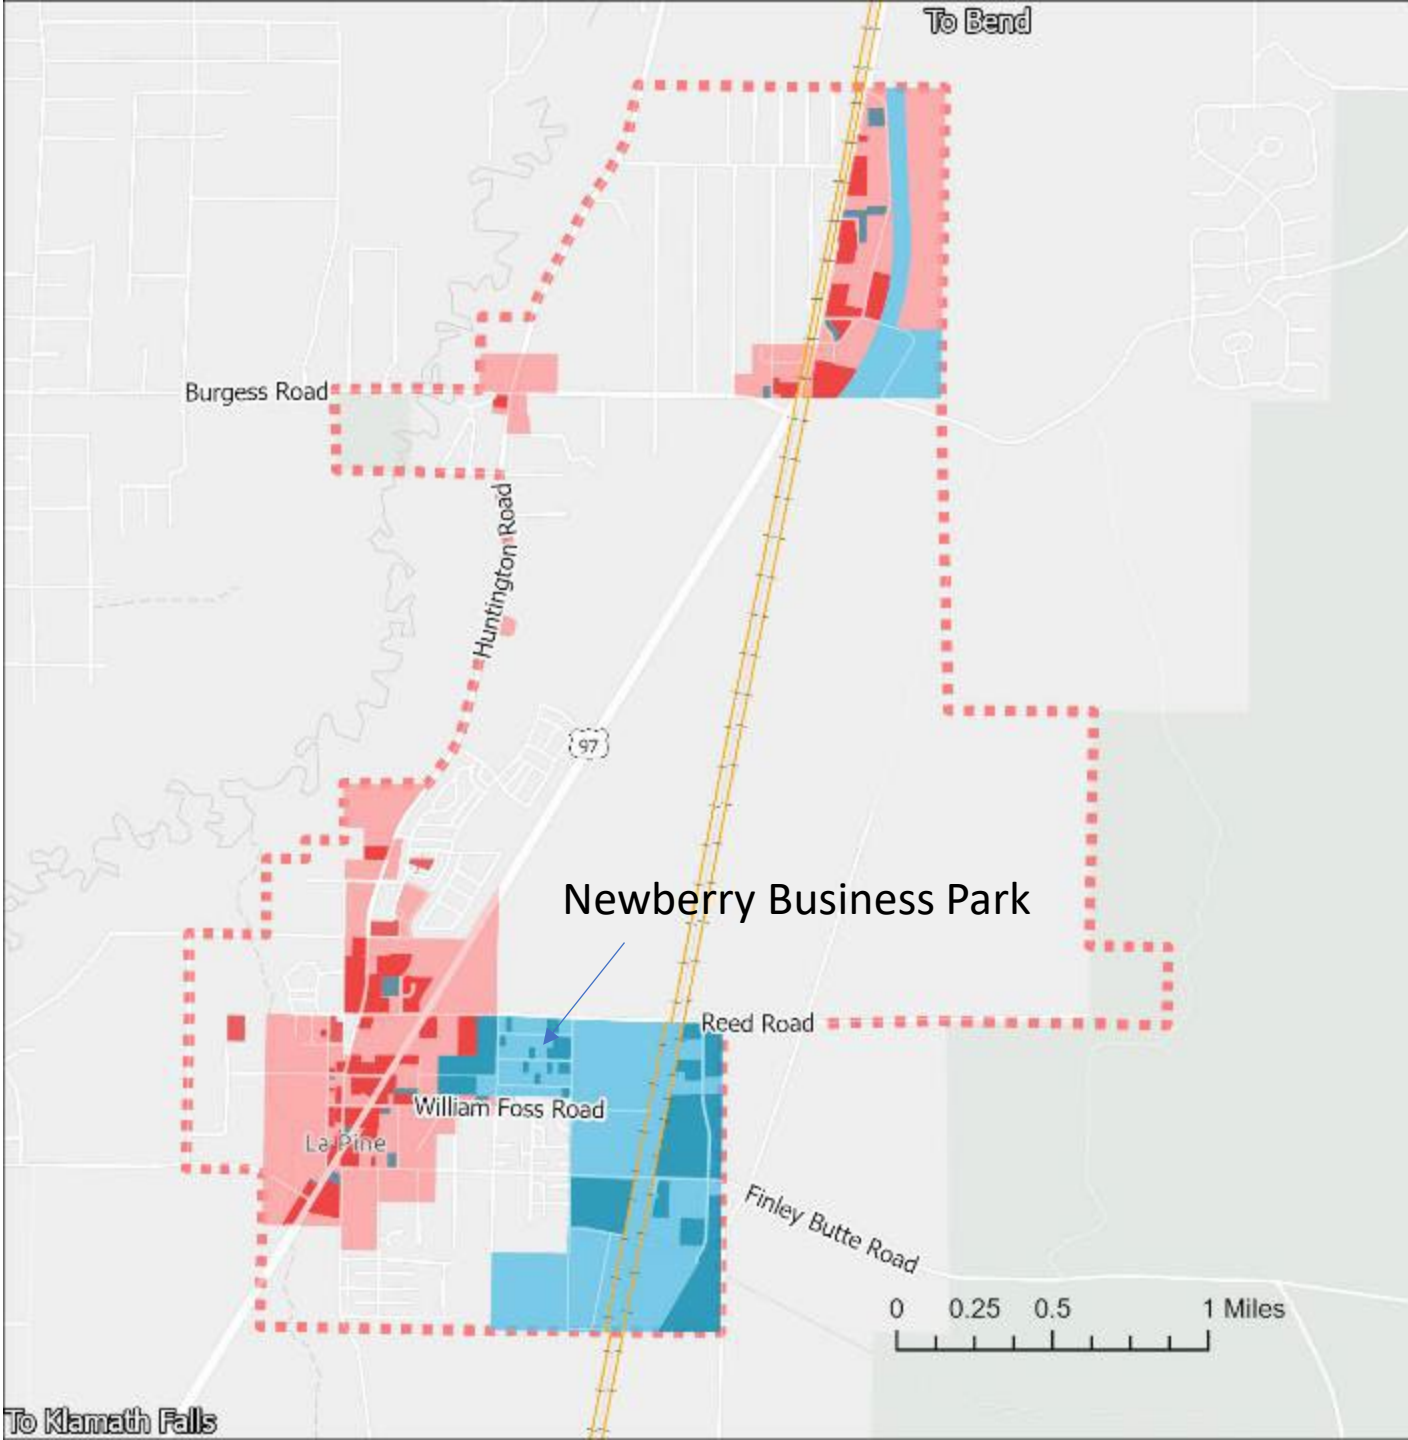 To Bend
Burgess Road
Huntington Road
97
Newberry Business Park
Reed Road
William Foss Road
La Pine
Finley Butte Road
0 0.25 0.5 1 Miles
To Klamath Falls